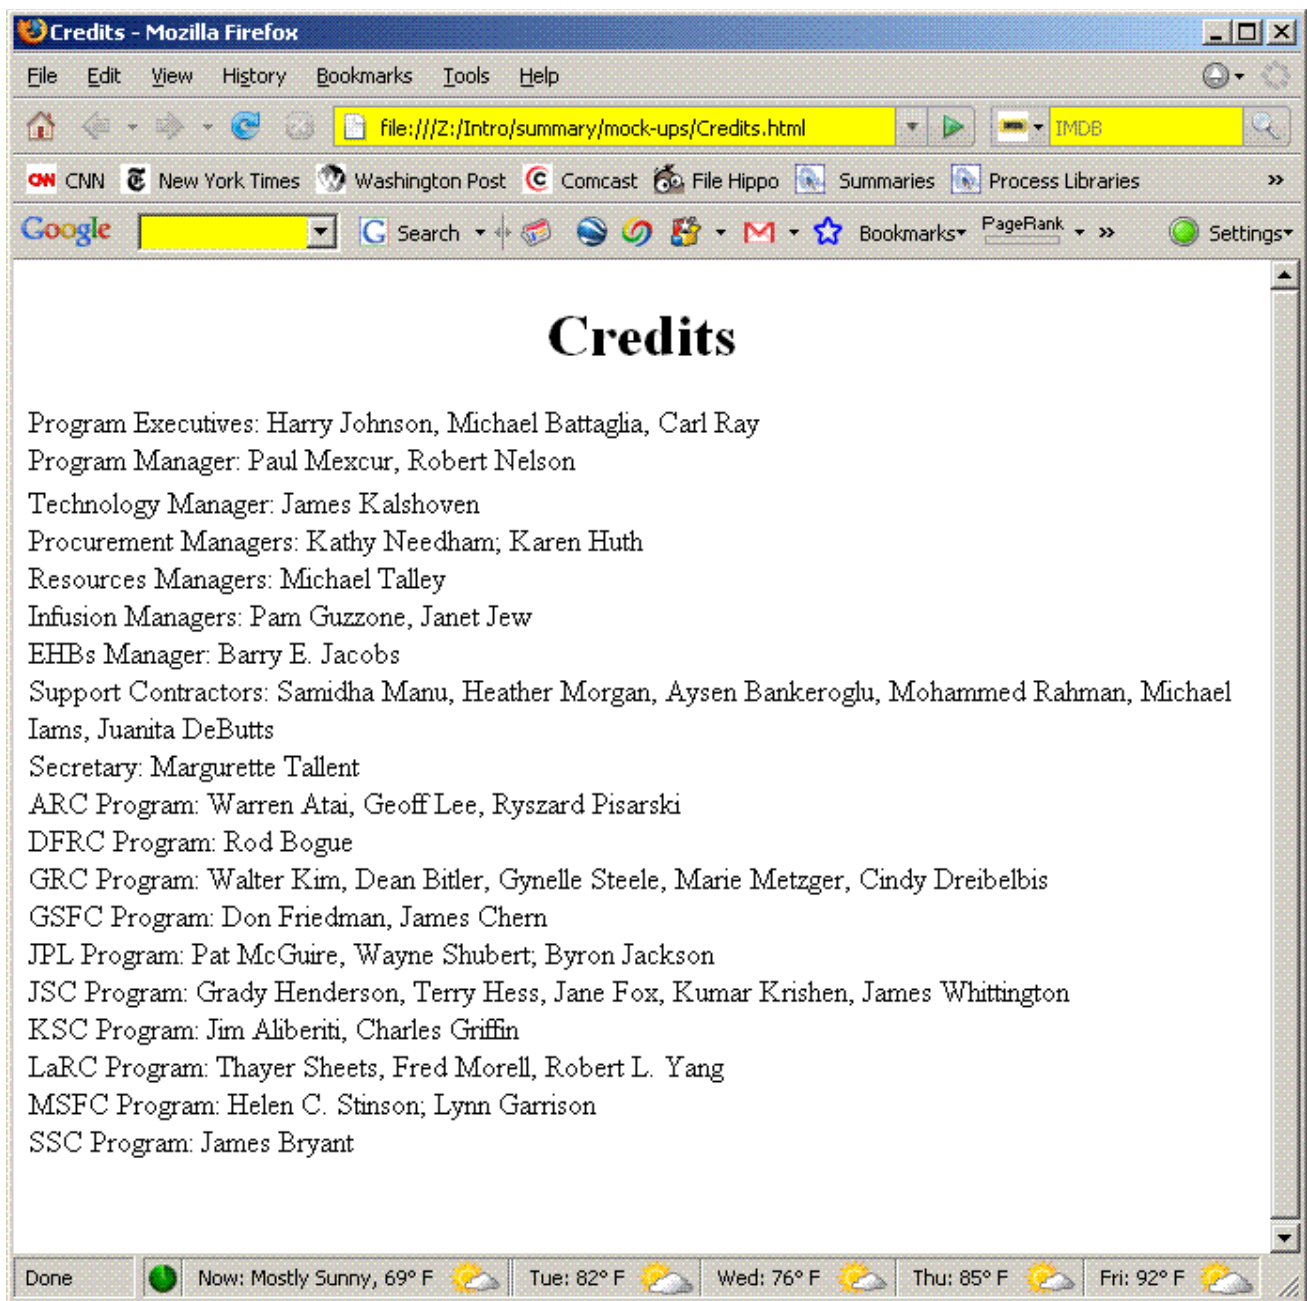 Credits - Mozilla Firefox
File Edit View History Bookmarks Tools Help
file:///Z:/Intro/summary/mock-ups/Credits.html IMDB
CNN CNN New York Times Washington Post Comcast File Hippo Summaries Process Libraries »
Google G Search Bookmarks PageRank » Settings
Credits
Program Executives: Harry Johnson, Michael Battaglia, Carl Ray
Program Manager: Paul Mexcur, Robert Nelson
Technology Manager: James Kalshoven
Procurement Managers: Kathy Needham; Karen Huth
Resources Managers: Michael Talley
Infusion Managers: Pam Guzzone, Janet Jew
EHBs Manager: Barry E. Jacobs
Support Contractors: Samidha Manu, Heather Morgan, Aysen Bankeroglu, Mohammed Rahman, Michael
Iams, Juanita DeButts
Secretary: Margurette Tallent
ARC Program: Warren Atai, Geoff Lee, Ryszard Pisarski
DFRC Program: Rod Bogue
GRC Program: Walter Kim, Dean Bitler, Gynelle Steele, Marie Metzger, Cindy Dreibelbis
GSFC Program: Don Friedman, James Chern
JPL Program: Pat McGuire, Wayne Shubert; Byron Jackson
JSC Program: Grady Henderson, Terry Hess, Jane Fox, Kumar Krishen, James Whittington
KSC Program: Jim Aliberiti, Charles Griffin
LaRC Program: Thayer Sheets, Fred Morell, Robert L. Yang
MSFC Program: Helen C. Stinson; Lynn Garrison
SSC Program: James Bryant
Done Now: Mostly Sunny, 69° F Tue: 82° F Wed: 76° F Thu: 85° F Fri: 92° F